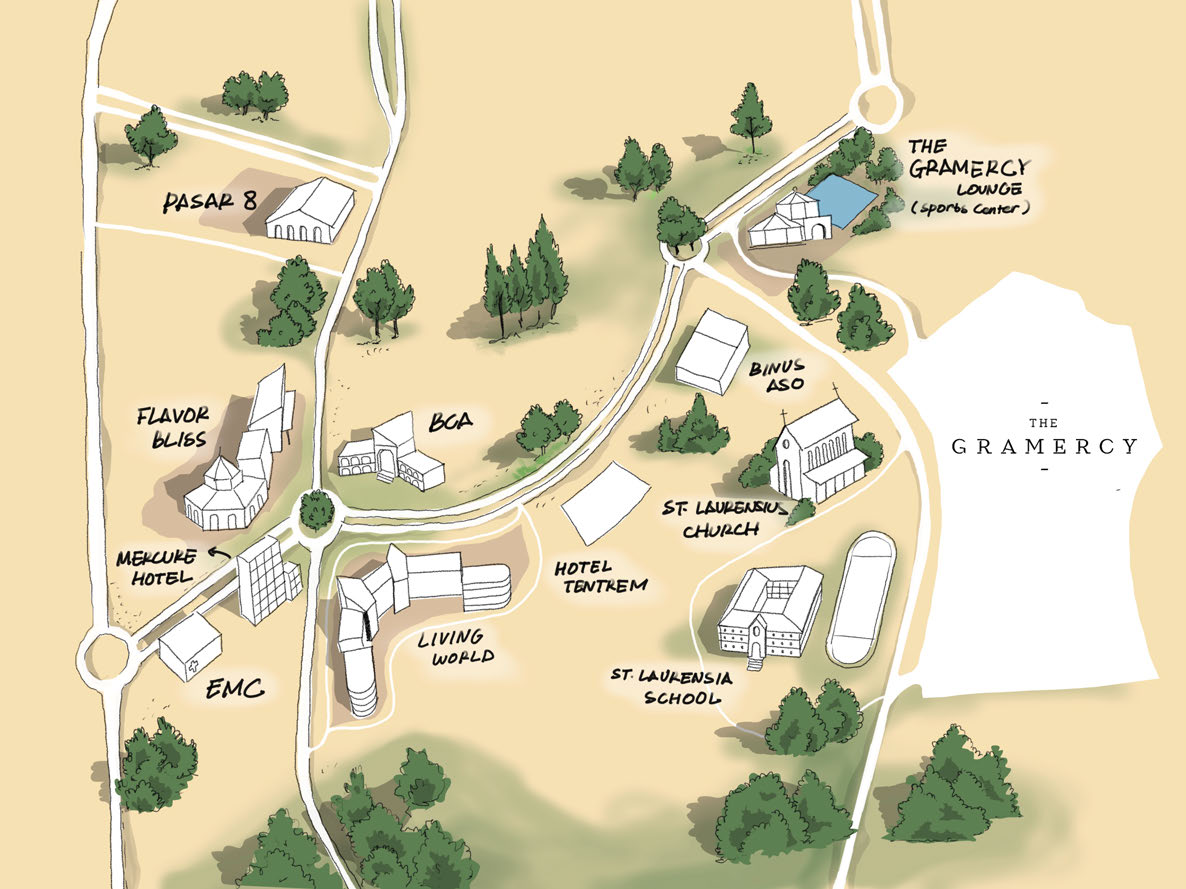 PASAR 8
THE
GRAMERCY
LOUNGE
(Sports Center)
BINUS
ASO
FLAVOR
BLISS
BCA
-
THE
GRAMERCY
-
ST. LAURENSIUS
CHURCH
MERCURE
HOTEL
HOTEL
TENTREM
LIVING
WORLD
EMC
ST. LAURENSIA
SCHOOL